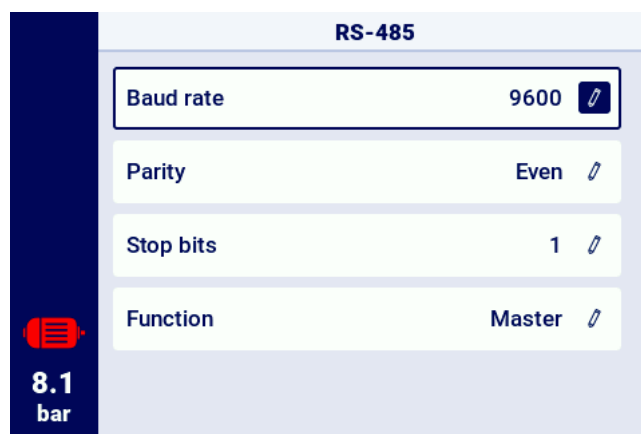 RS-485
Baud rate 9600
Parity Even
Stop bits 1
Function Master
8.1
bar